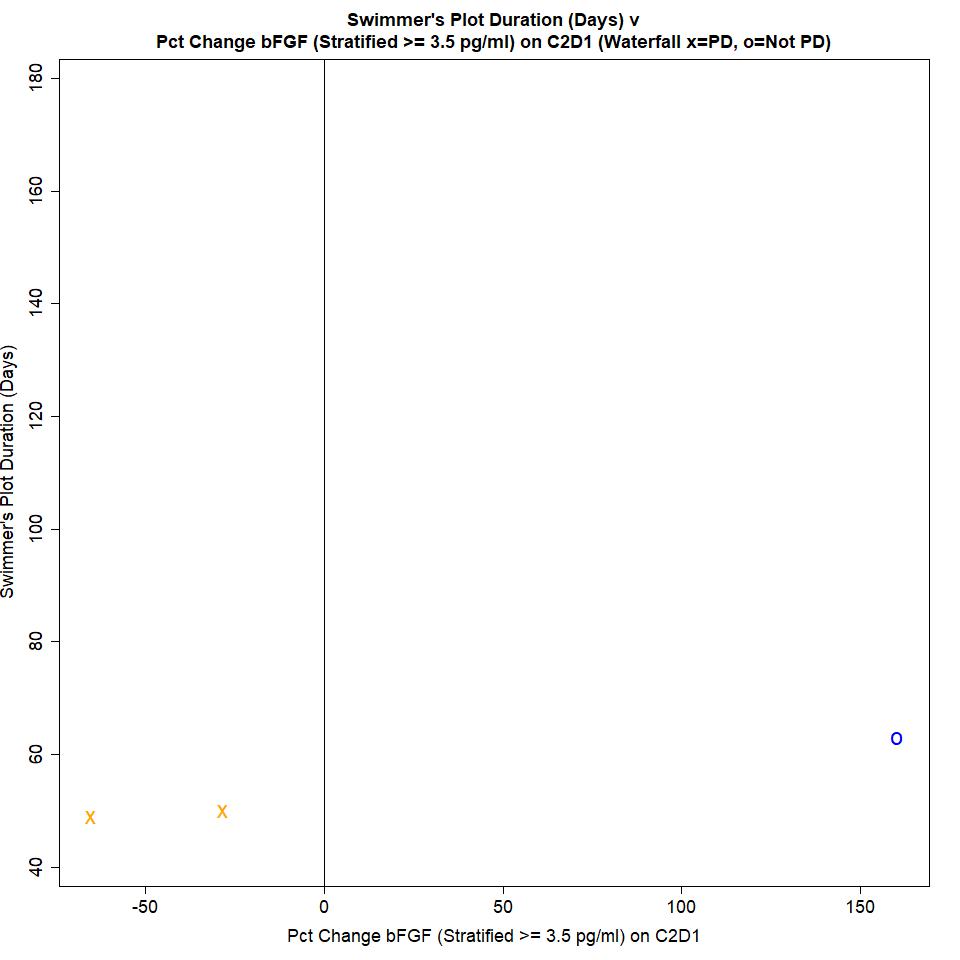 Swimmer's Plot Duration (Days) v
Pct Change bFGF (Stratified >= 3.5 pg/ml) on C2D1 (Waterfall x=PD, o=Not PD)
Swimmer's Plot Duration (Days)
180
160
140
120
100
80
60
40
x
x
o
-50
0
50
100
150
Pct Change bFGF (Stratified >= 3.5 pg/ml) on C2D1